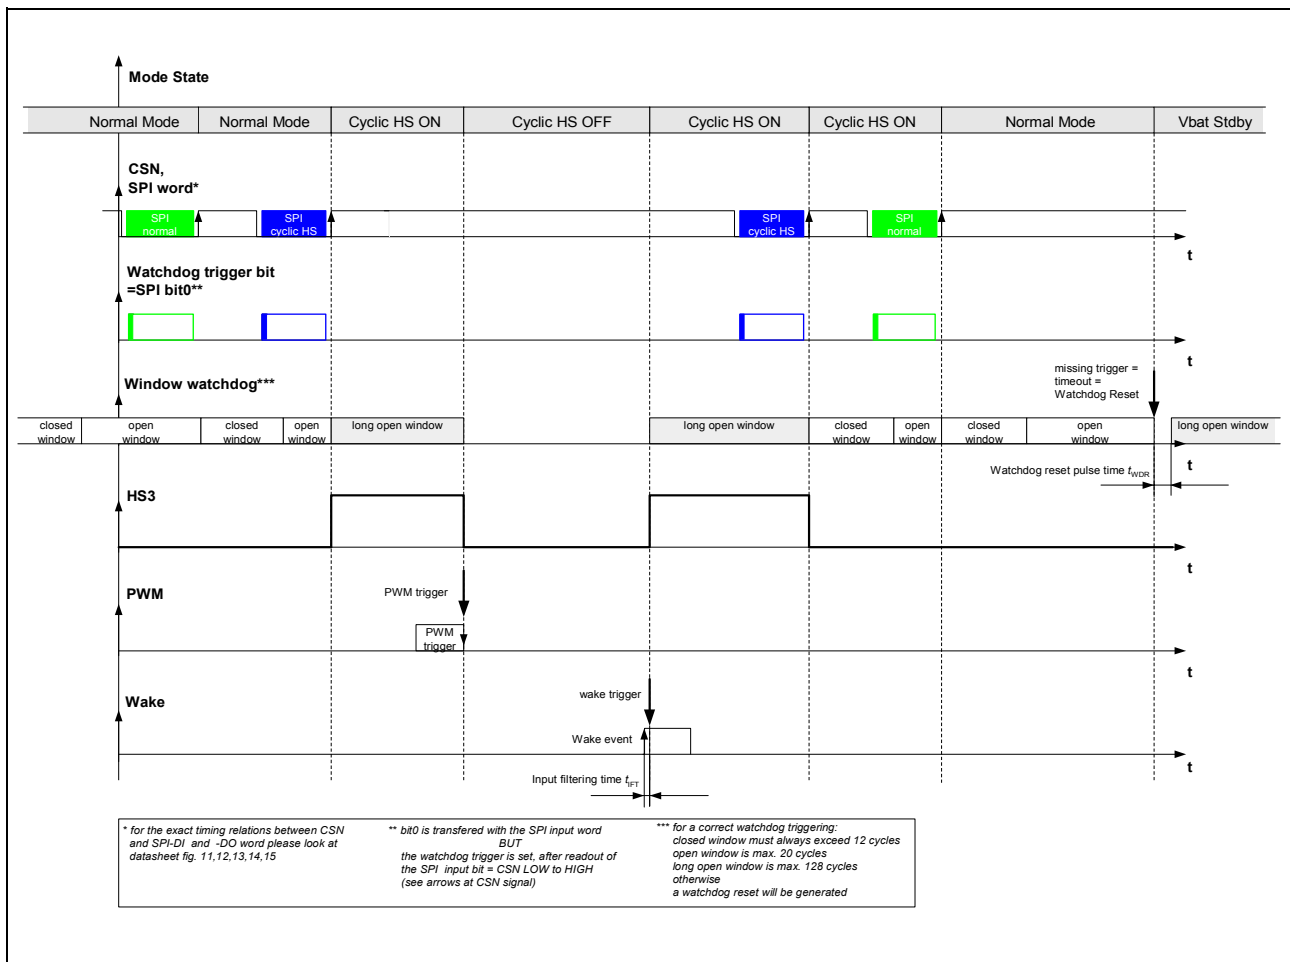 Mode State
Normal Mode
Normal Mode
Cyclic HS ON
Cyclic HS OFF
Cyclic HS ON
Cyclic HS ON
Normal Mode
Vbat Stdby
CSN,
SPI word*
SPI
normal
SPI
cyclic HS
SPI
cyclic HS
SPI
normal
t
Watchdog trigger bit
=SPI bit0**
t
Window watchdog***
missing trigger =
timeout =
Watchdog Reset
closed
window
open
window
closed
window
open
window
long open window
long open window
closed
window
open
window
closed
window
open
window
long open window
t
Watchdog reset pulse time tWDR
HS3
t
PWM
PWM trigger
PWM
trigger
t
Wake
wake trigger
Wake event
t
Input filtering time tIFT
* for the exact timing relations between CSN
and SPI-DI and -DO word please look at
datasheet fig. 11,12,13,14,15
** bit0 is transfered with the SPI input word
BUT
the watchdog trigger is set, after readout of
the SPI input bit = CSN LOW to HIGH
(see arrows at CSN signal)
*** for a correct watchdog triggering:
closed window must always exceed 12 cycles
open window is max. 20 cycles
long open window is max. 128 cycles
otherwise
a watchdog reset will be generated